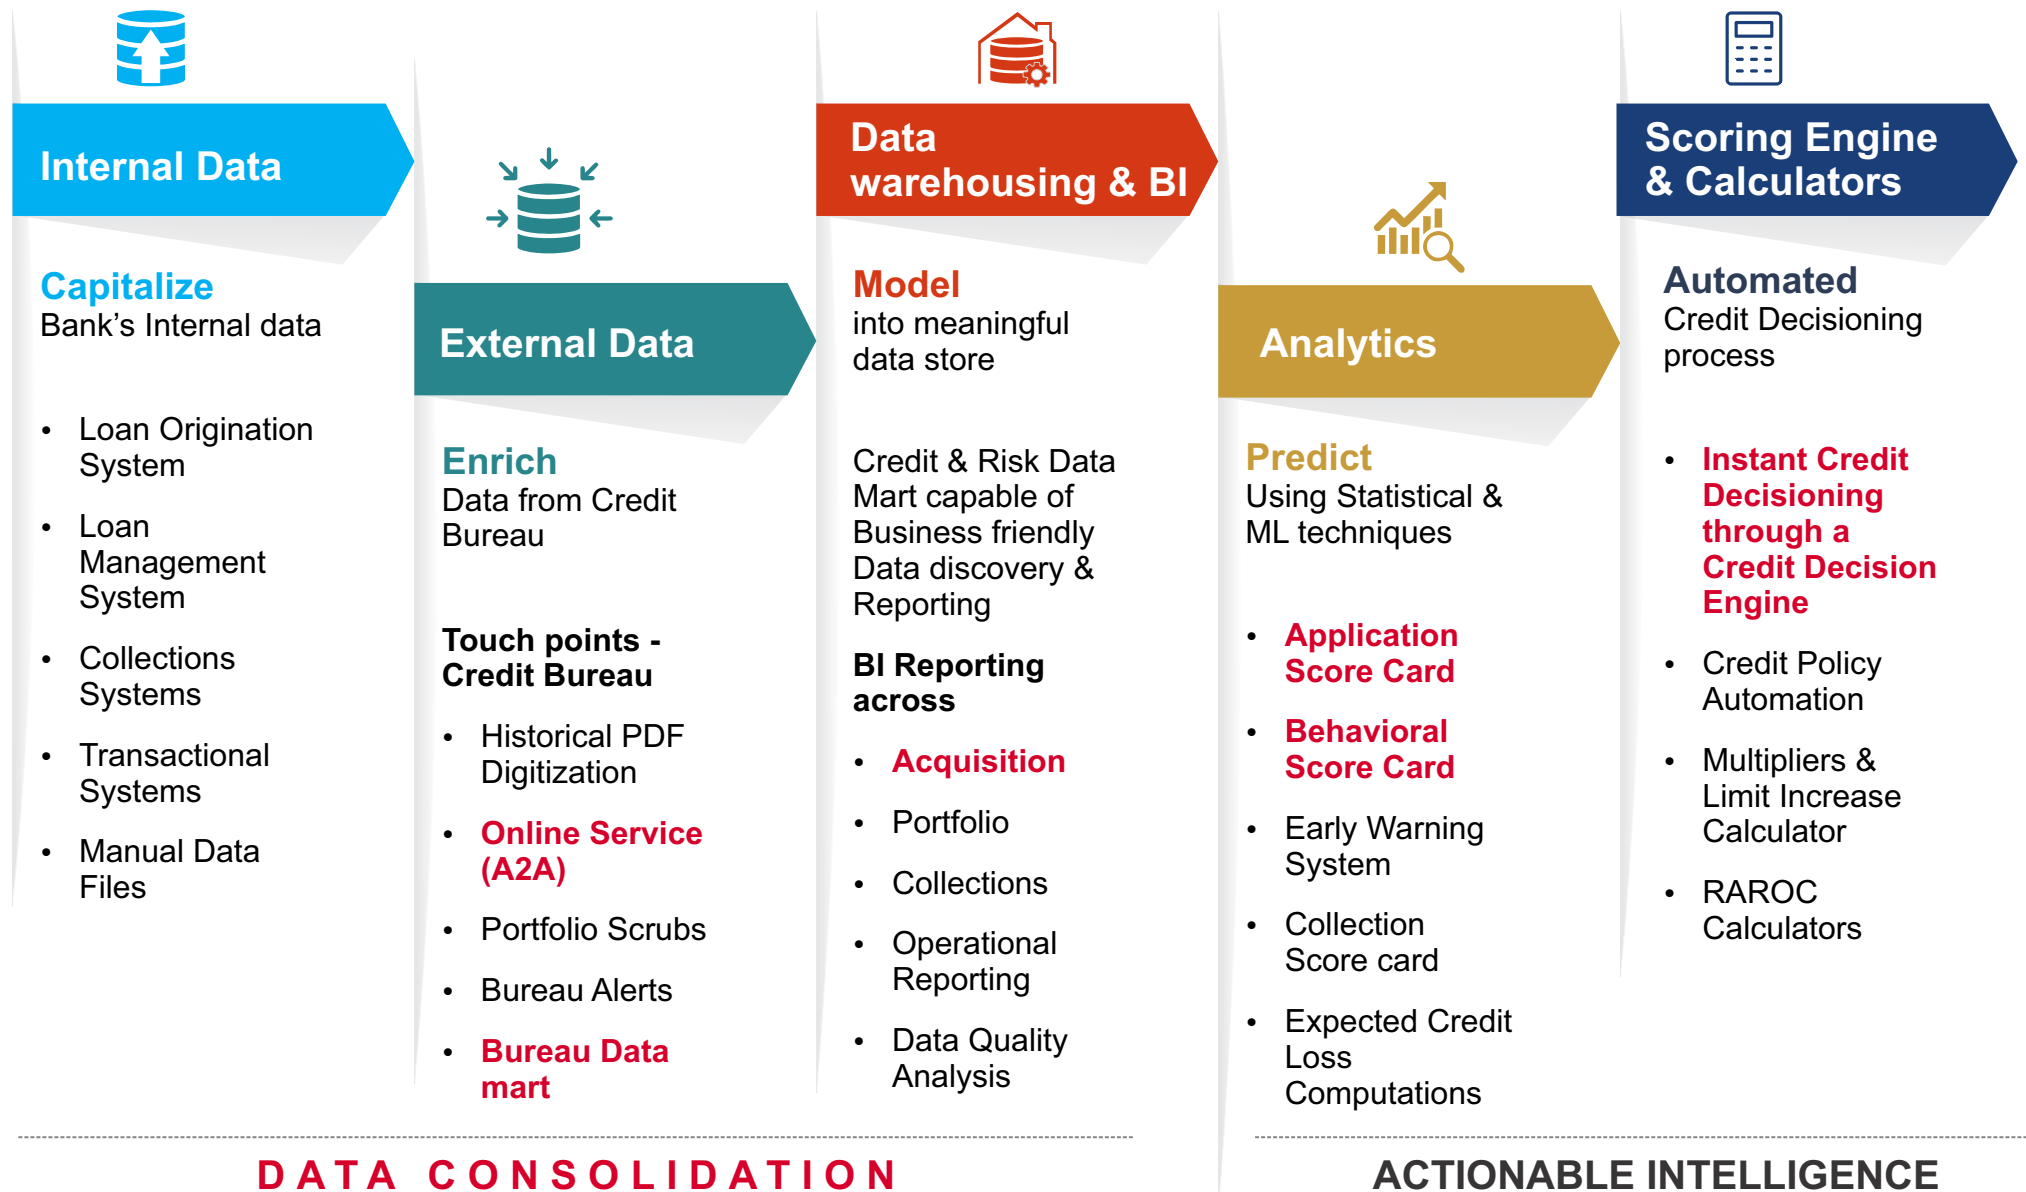 Internal Data
Capitalize
Bank’s Internal data
• Loan Origination
System
• Loan
Management
System
• Collections
Systems
• Transactional
Systems
• Manual Data
Files
External Data
Enrich
Data from Credit
Bureau
Touch points -
Credit Bureau
• Historical PDF
Digitization
• Online Service
(A2A)
• Portfolio Scrubs
• Bureau Alerts
• Bureau Data
mart
Data
warehousing & BI
Model
into meaningful
data store
Credit & Risk Data
Mart capable of
Business friendly
Data discovery &
Reporting
BI Reporting
across
• Acquisition
• Portfolio
• Collections
• Operational
Reporting
• Data Quality
Analysis
Analytics
Predict
Using Statistical &
ML techniques
• Application
Score Card
• Behavioral
Score Card
• Early Warning
System
• Collection
Score card
• Expected Credit
Loss
Computations
Scoring Engine
& Calculators
Automated
Credit Decisioning
process
• Instant Credit
Decisioning
through a
Credit Decision
Engine
• Credit Policy
Automation
• Multipliers &
Limit Increase
Calculator
• RAROC
Calculators
DATA CONSOLIDATION
ACTIONABLE INTELLIGENCE